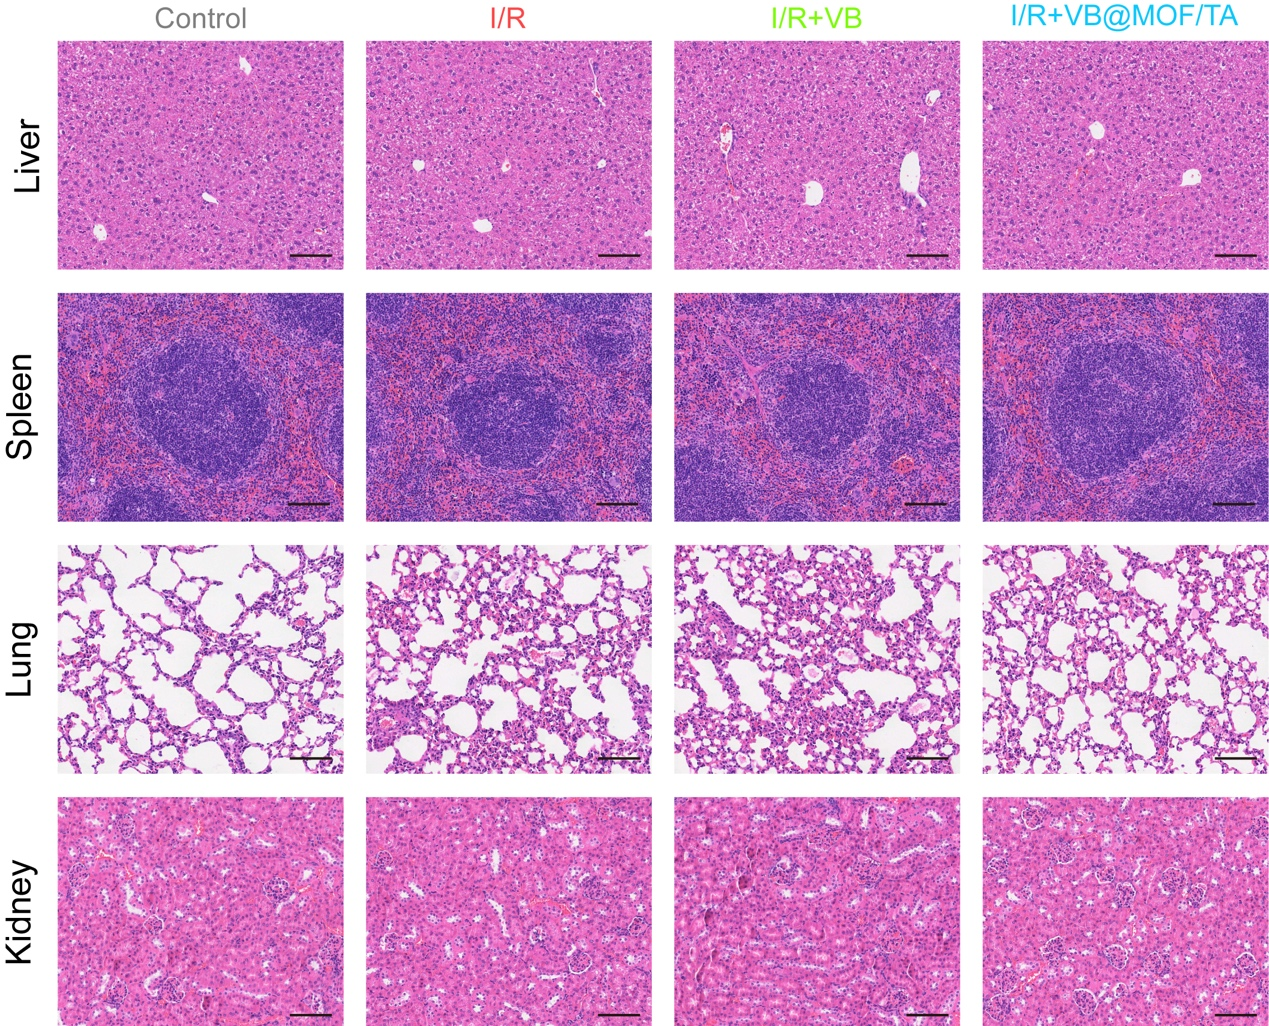 Control I/R I/R+VB I/R+VB@MOF/TA
Liver
Spleen
Lung
Kidney